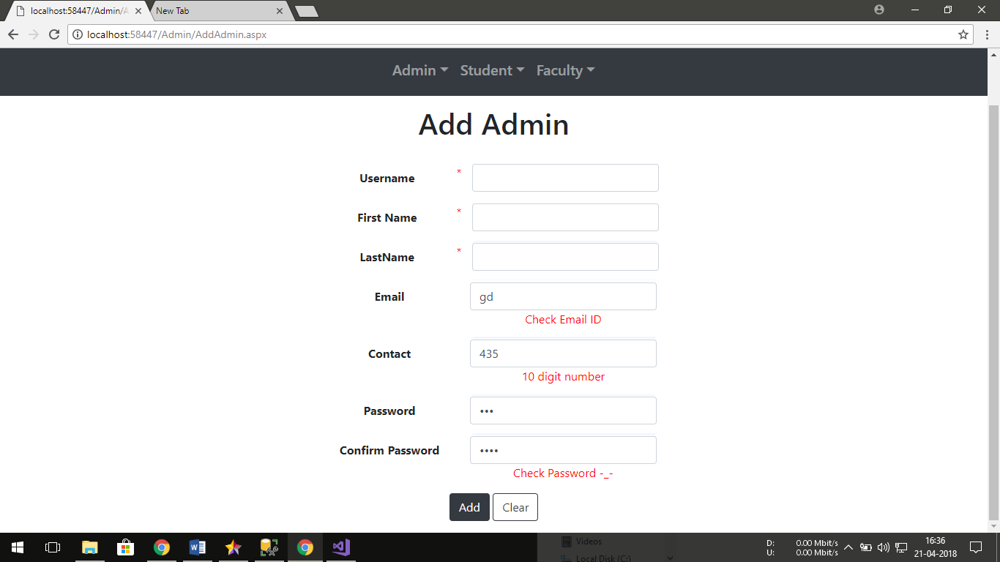 localhost:58447/Admin/A
New Tab
localhost:58447/Admin/AddAdmin.aspx
Admin Student Faculty
Add Admin
Username *
First Name *
LastName *
Email gd
Check Email ID
Contact 435
10 digit number
Password •••
Confirm Password ••••
Check Password -_-
Add Clear
Videos
Local Disk (C:)
D: 0.00 Mbit/s
U: 0.00 Mbit/s
16:36
21-04-2018